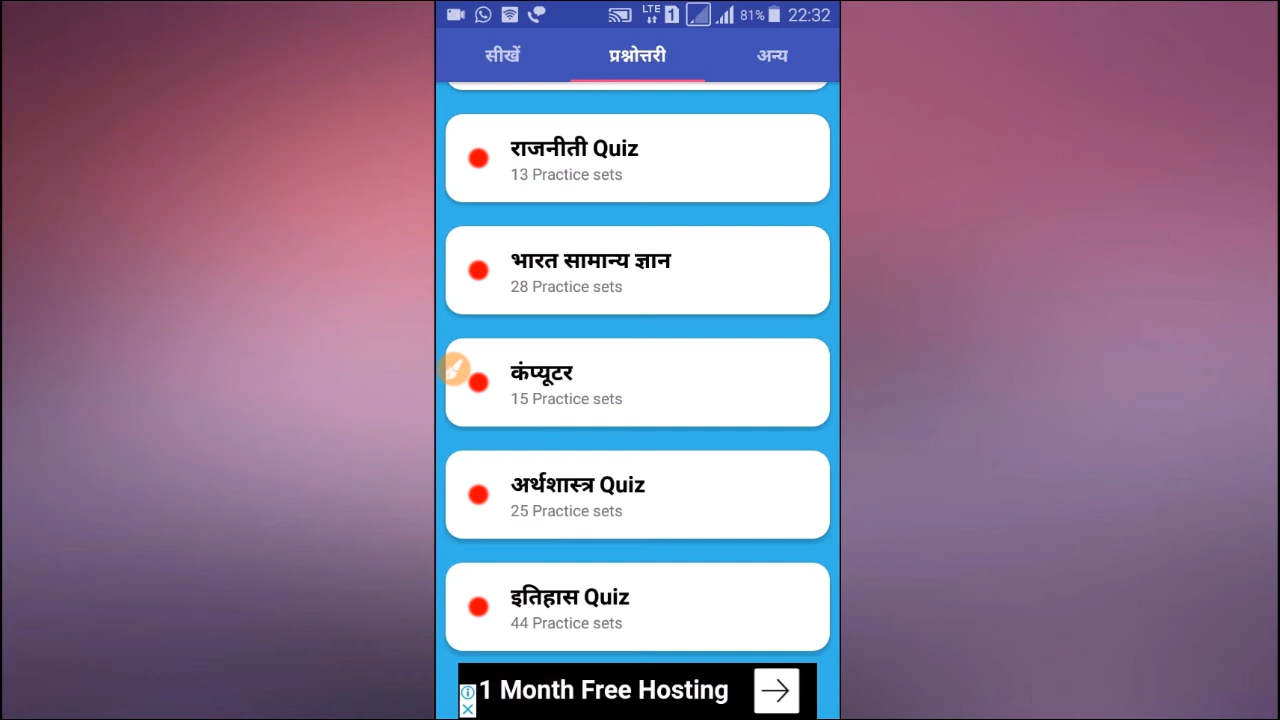 LTE 1 81% 22:32
सीखें प्रश्नोत्तरी अन्य
राजनीती Quiz
13 Practice sets
भारत सामान्य ज्ञान
28 Practice sets
कंप्यूटर
15 Practice sets
अर्थशास्त्र Quiz
25 Practice sets
इतिहास Quiz
44 Practice sets
1 Month Free Hosting